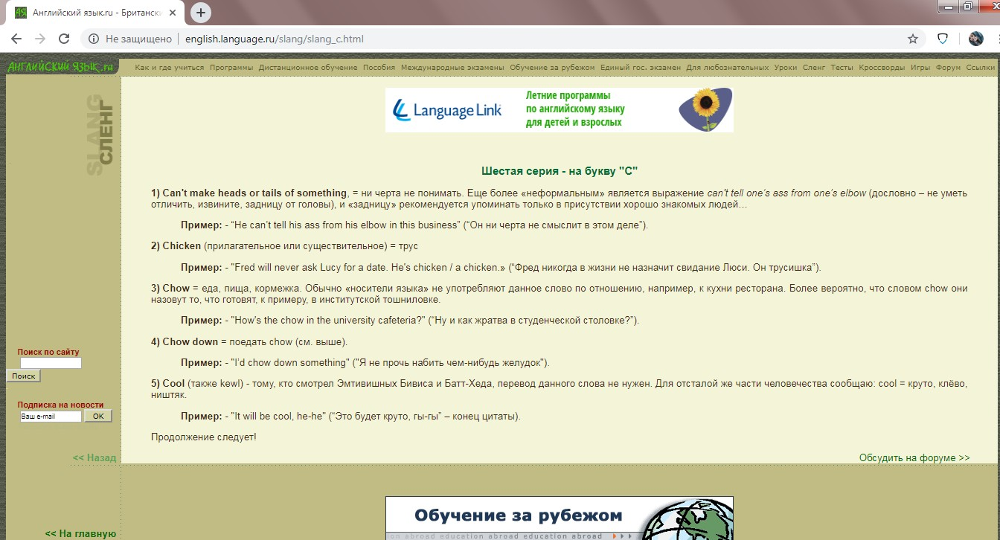 Английский язык.ru - Британски
Не защищено english.language.ru/slang/slang_c.html
АНГЛИЙСКИЙ ЯЗЫК.ru
Как и где учиться Программы Дистанционное обучение Пособия Международные экзамены Обучение за рубежом Единый гос. экзамен Для любознательных Уроки Сленг Тесты Кроссворды Игры Форум Ссылки
SLANG
СЛЕНГ
Language Link
Летние программы
по английскому языку
для детей и взрослых
Шестая серия - на букву "C"
1) Can't make heads or tails of something, = ни черта не понимать. Еще более «неформальным» является выражение can't tell one's ass from one's elbow (дословно – не уметь
отличить, извините, задницу от головы), и «задницу» рекомендуется упоминать только в присутствии хорошо знакомых людей…
Пример: - “He can’t tell his ass from his elbow in this business” (“Он ни черта не смыслит в этом деле”).
2) Chicken (прилагательное или существительное) = трус
Пример: - "Fred will never ask Lucy for a date. He's chicken / a chicken.» (“Фред никогда в жизни не назначит свидание Люси. Он трусишка”).
3) Chow = еда, пища, кормежка. Обычно «носители языка» не употребляют данное слово по отношению, например, к кухни ресторана. Более вероятно, что словом chow они
назовут то, что готовят, к примеру, в институтской тошниловке.
Пример: - "How's the chow in the university cafeteria?" (“Ну и как жратва в студенческой столовке?”).
4) Chow down = поедать chow (см. выше).
Пример: - "I’d chow down something" ("Я не прочь набить чем-нибудь желудок").
5) Cool (также kewl) - тому, кто смотрел Эмтивишных Бивиса и Батт-Хеда, перевод данного слова не нужен. Для отсталой же части человечества сообщаю: cool = круто, клёво,
ништяк.
Пример: - "It will be cool, he-he" (“Это будет круто, гы-гы” – конец цитаты).
Продолжение следует!
Поиск по сайту
Поиск
Подписка на новости
Ваш e-mail OK
<< Назад
Обсудить на форуме >>
Обучение за рубежом
ion abroad education abroad education abroad
<< На главную